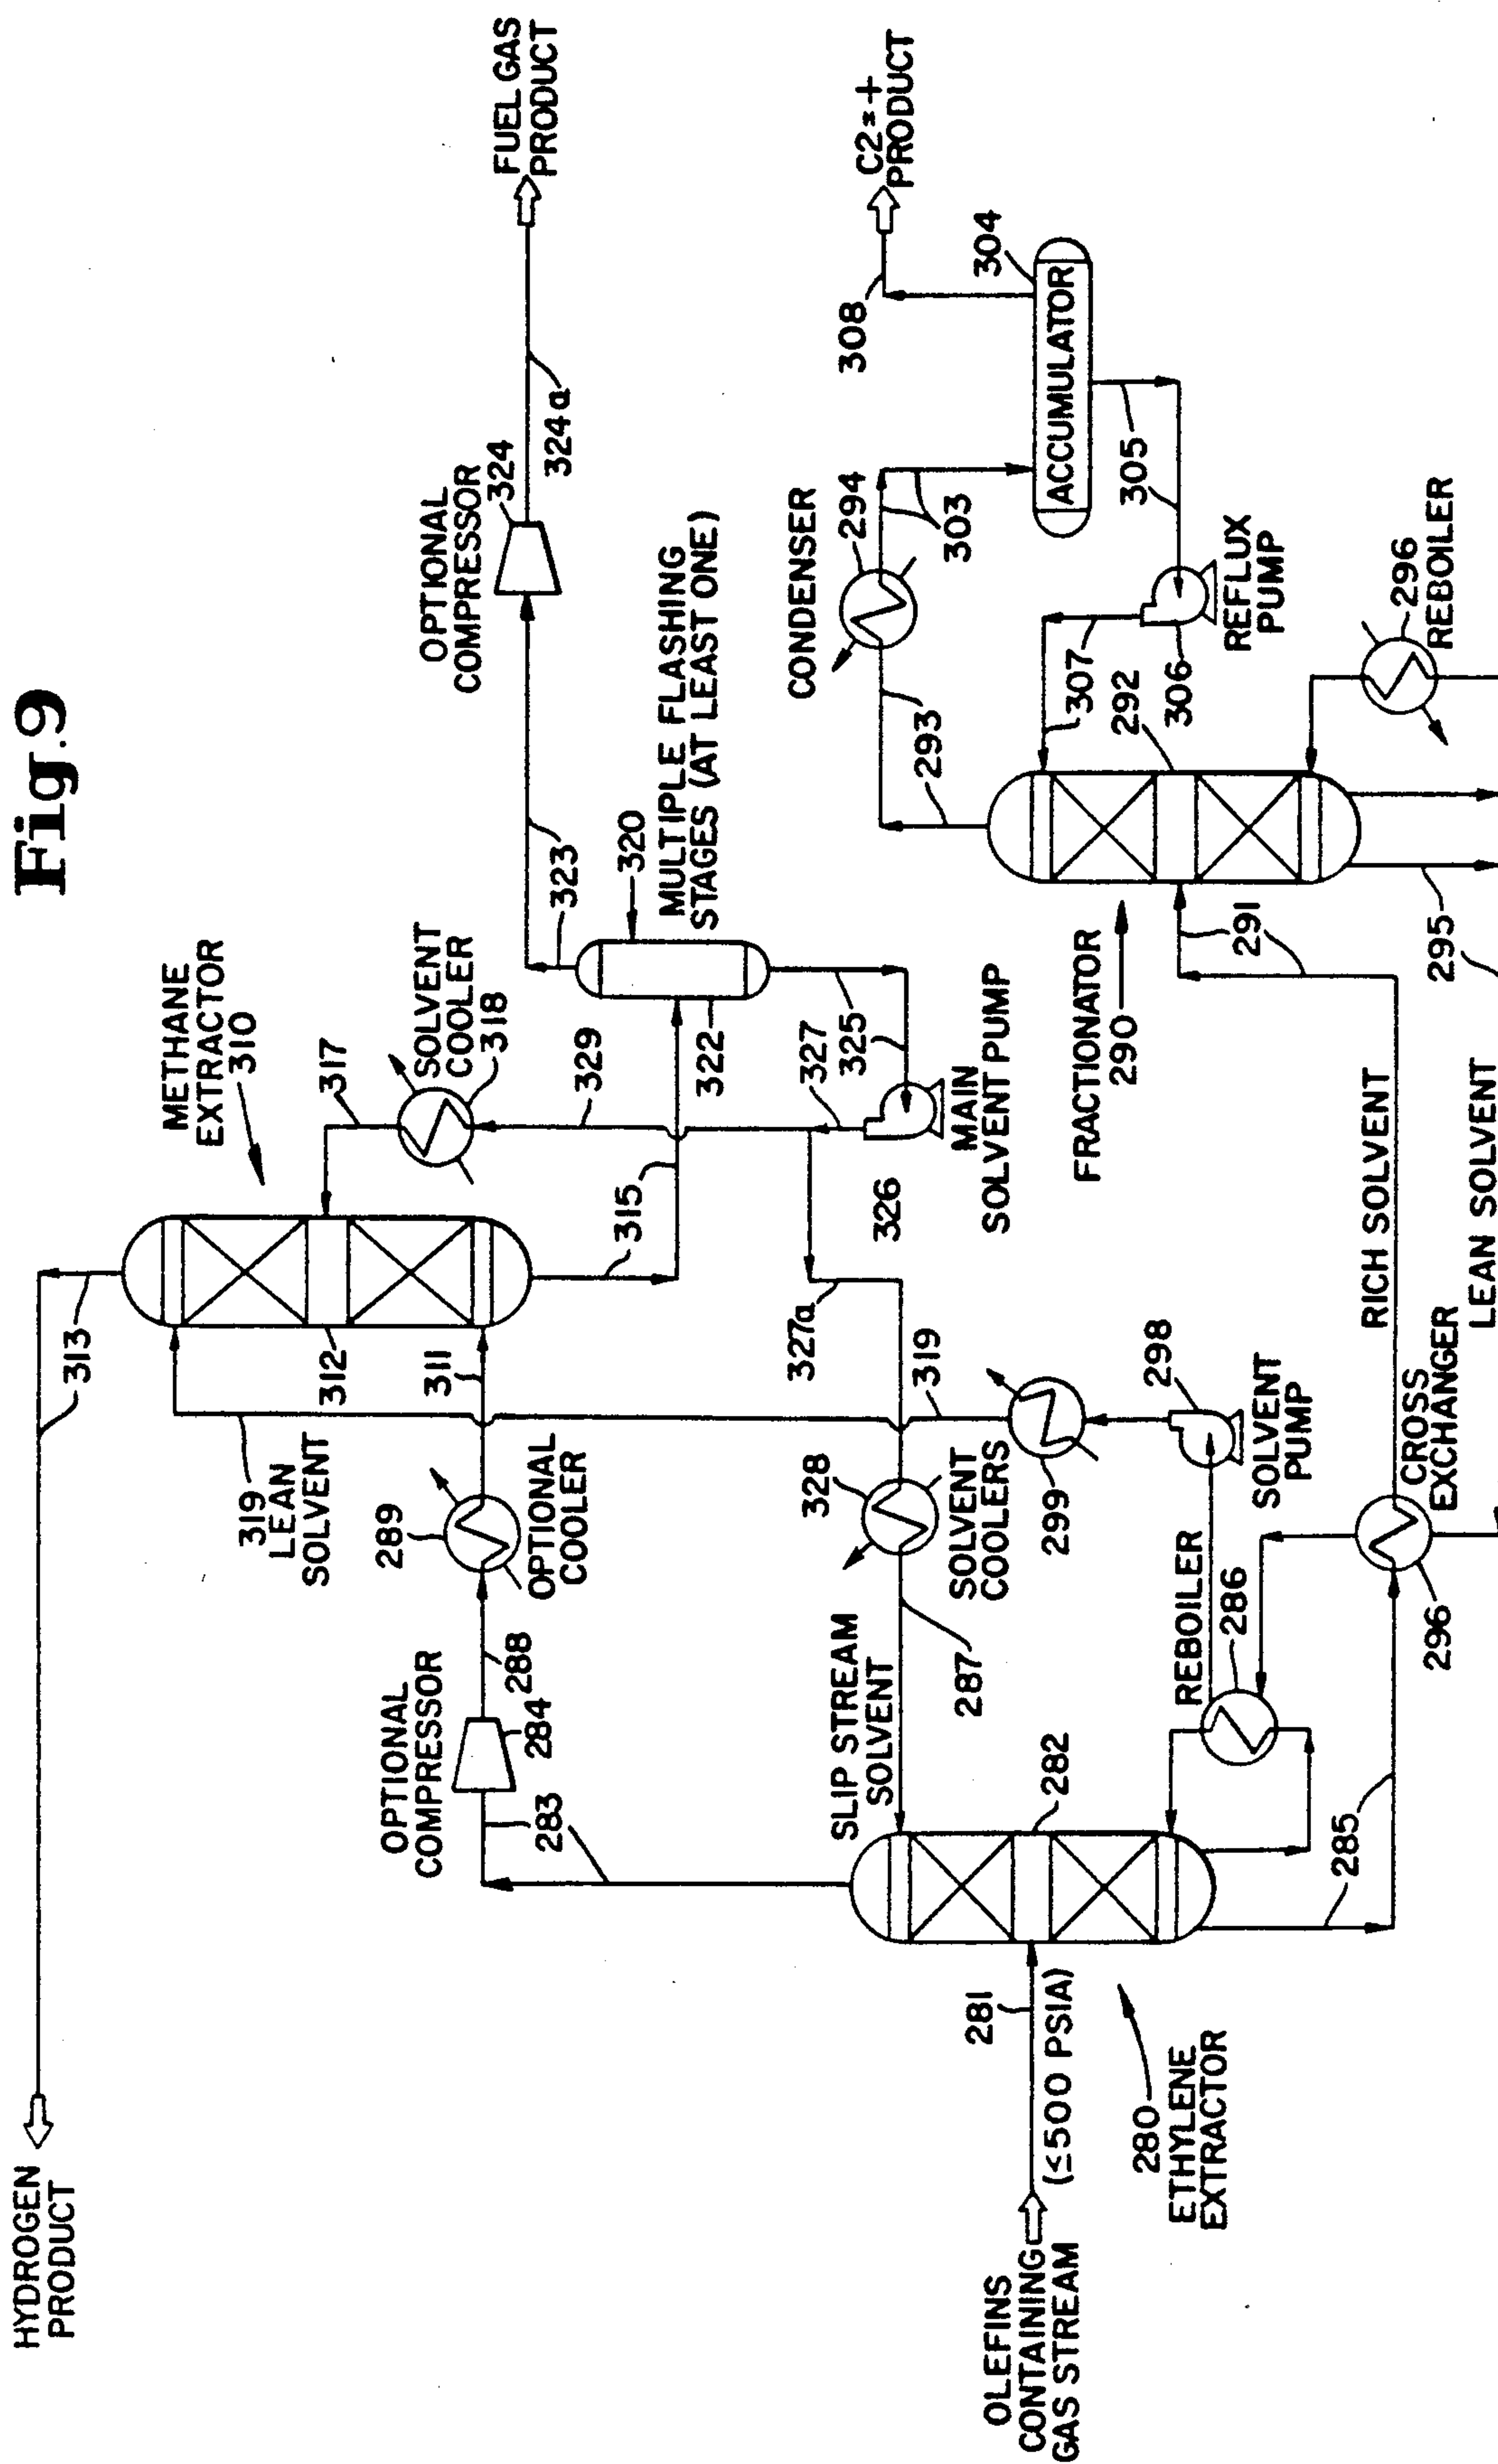 Fig.9
HYDROGEN
PRODUCT
313
METHANE
EXTRACTOR
310
317
SOLVENT
COOLER
318
312
311
319
LEAN
SOLVENT
289
OPTIONAL
COOLER
288
OPTIONAL
COMPRESSOR
284
283
315
329
322
323
320
MULTIPLE FLASHING
STAGES (AT LEAST ONE)
OPTIONAL
COMPRESSOR
324
324a
FUEL GAS
PRODUCT
325
327
MAIN
SOLVENT PUMP
326
327a
319
328
SOLVENT
COOLERS
299
298
SOLVENT
PUMP
SLIP STREAM
SOLVENT
287
282
REBOILER
286
285
281
(≤500 PSIA)
OLEFINS
CONTAINING
GAS STREAM
280
ETHYLENE
EXTRACTOR
296
CROSS
EXCHANGER
RICH SOLVENT
LEAN SOLVENT
FRACTIONATOR
290
291
292
293
CONDENSER
294
303
304
ACCUMULATOR
308
C2=+
PRODUCT
305
REFLUX
PUMP
306
307
296
REBOILER
295